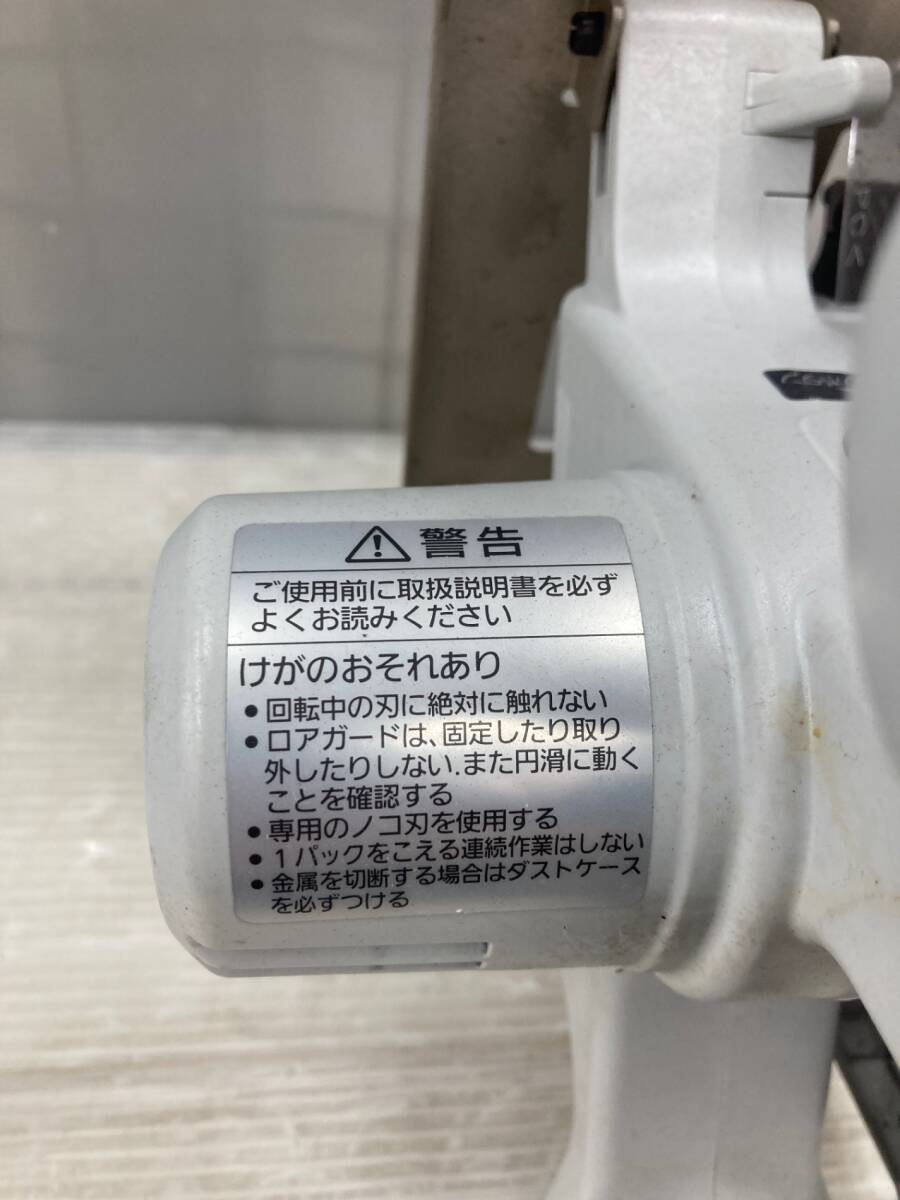 ⚠警告
ご使用前に取扱説明書を必ず
よくお読みください
けがのおそれあり
●回転中の刃に絶対に触れない
●ロアガードは、固定したり取り
外したりしない.また円滑に動く
ことを確認する
●専用のノコ刃を使用する
●1パックをこえる連続作業はしない
●金属を切断する場合はダストケース
を必ずつける